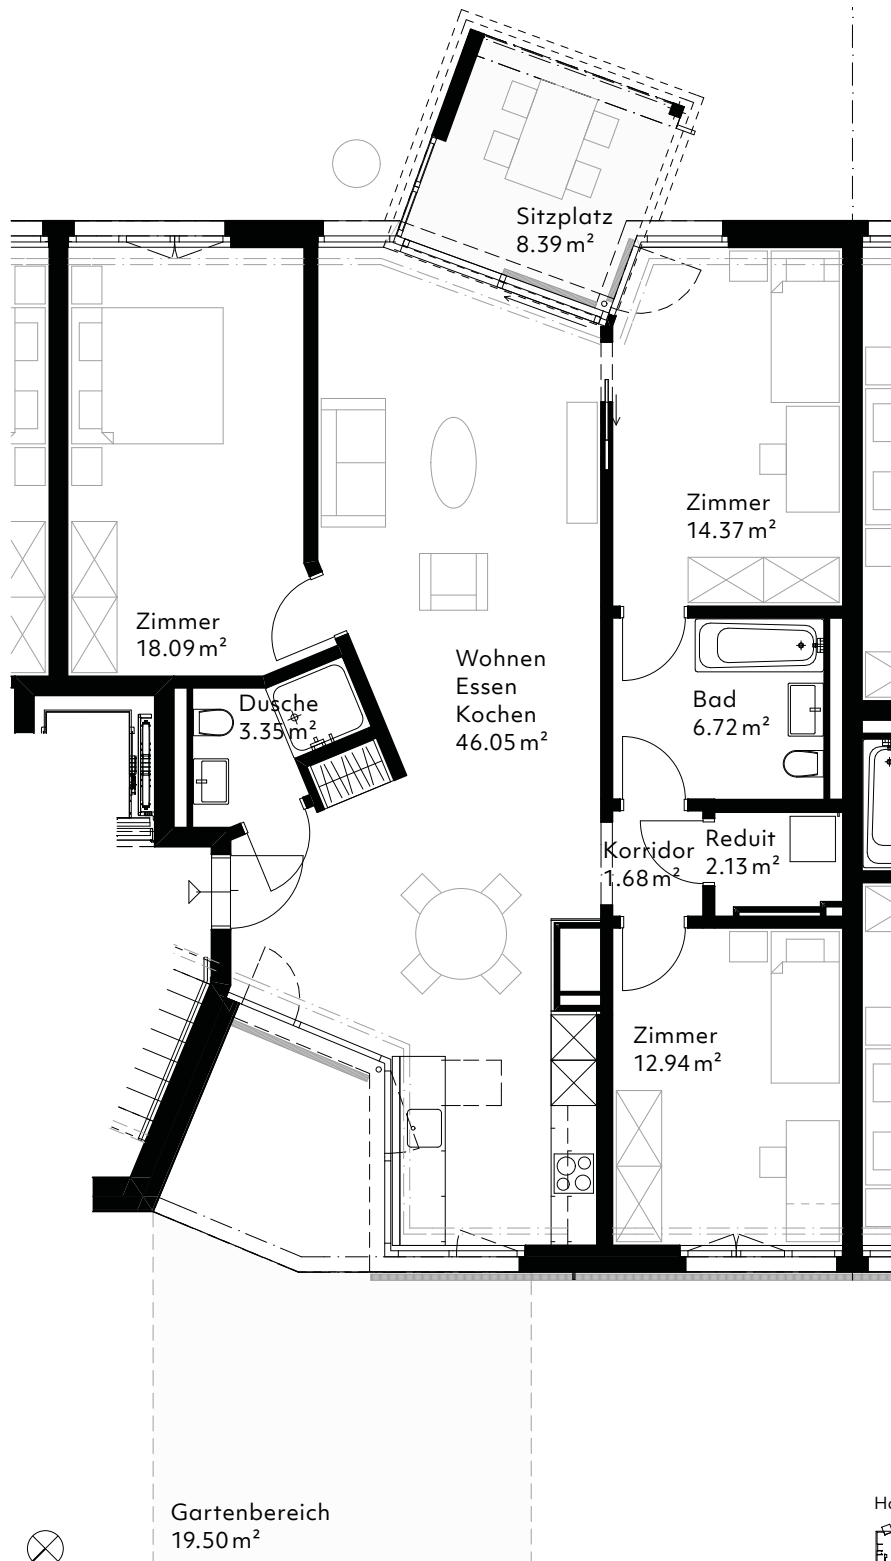 Sitzplatz
8.39 m²
Zimmer
14.37 m²
Zimmer
18.09 m²
Wohnen
Essen
Kochen
46.05 m²
Dusche
3.35 m²
Bad
6.72 m²
Korridor
1.68 m²
Reduit
2.13 m²
Zimmer
12.94 m²
Gartenbereich
19.50 m²